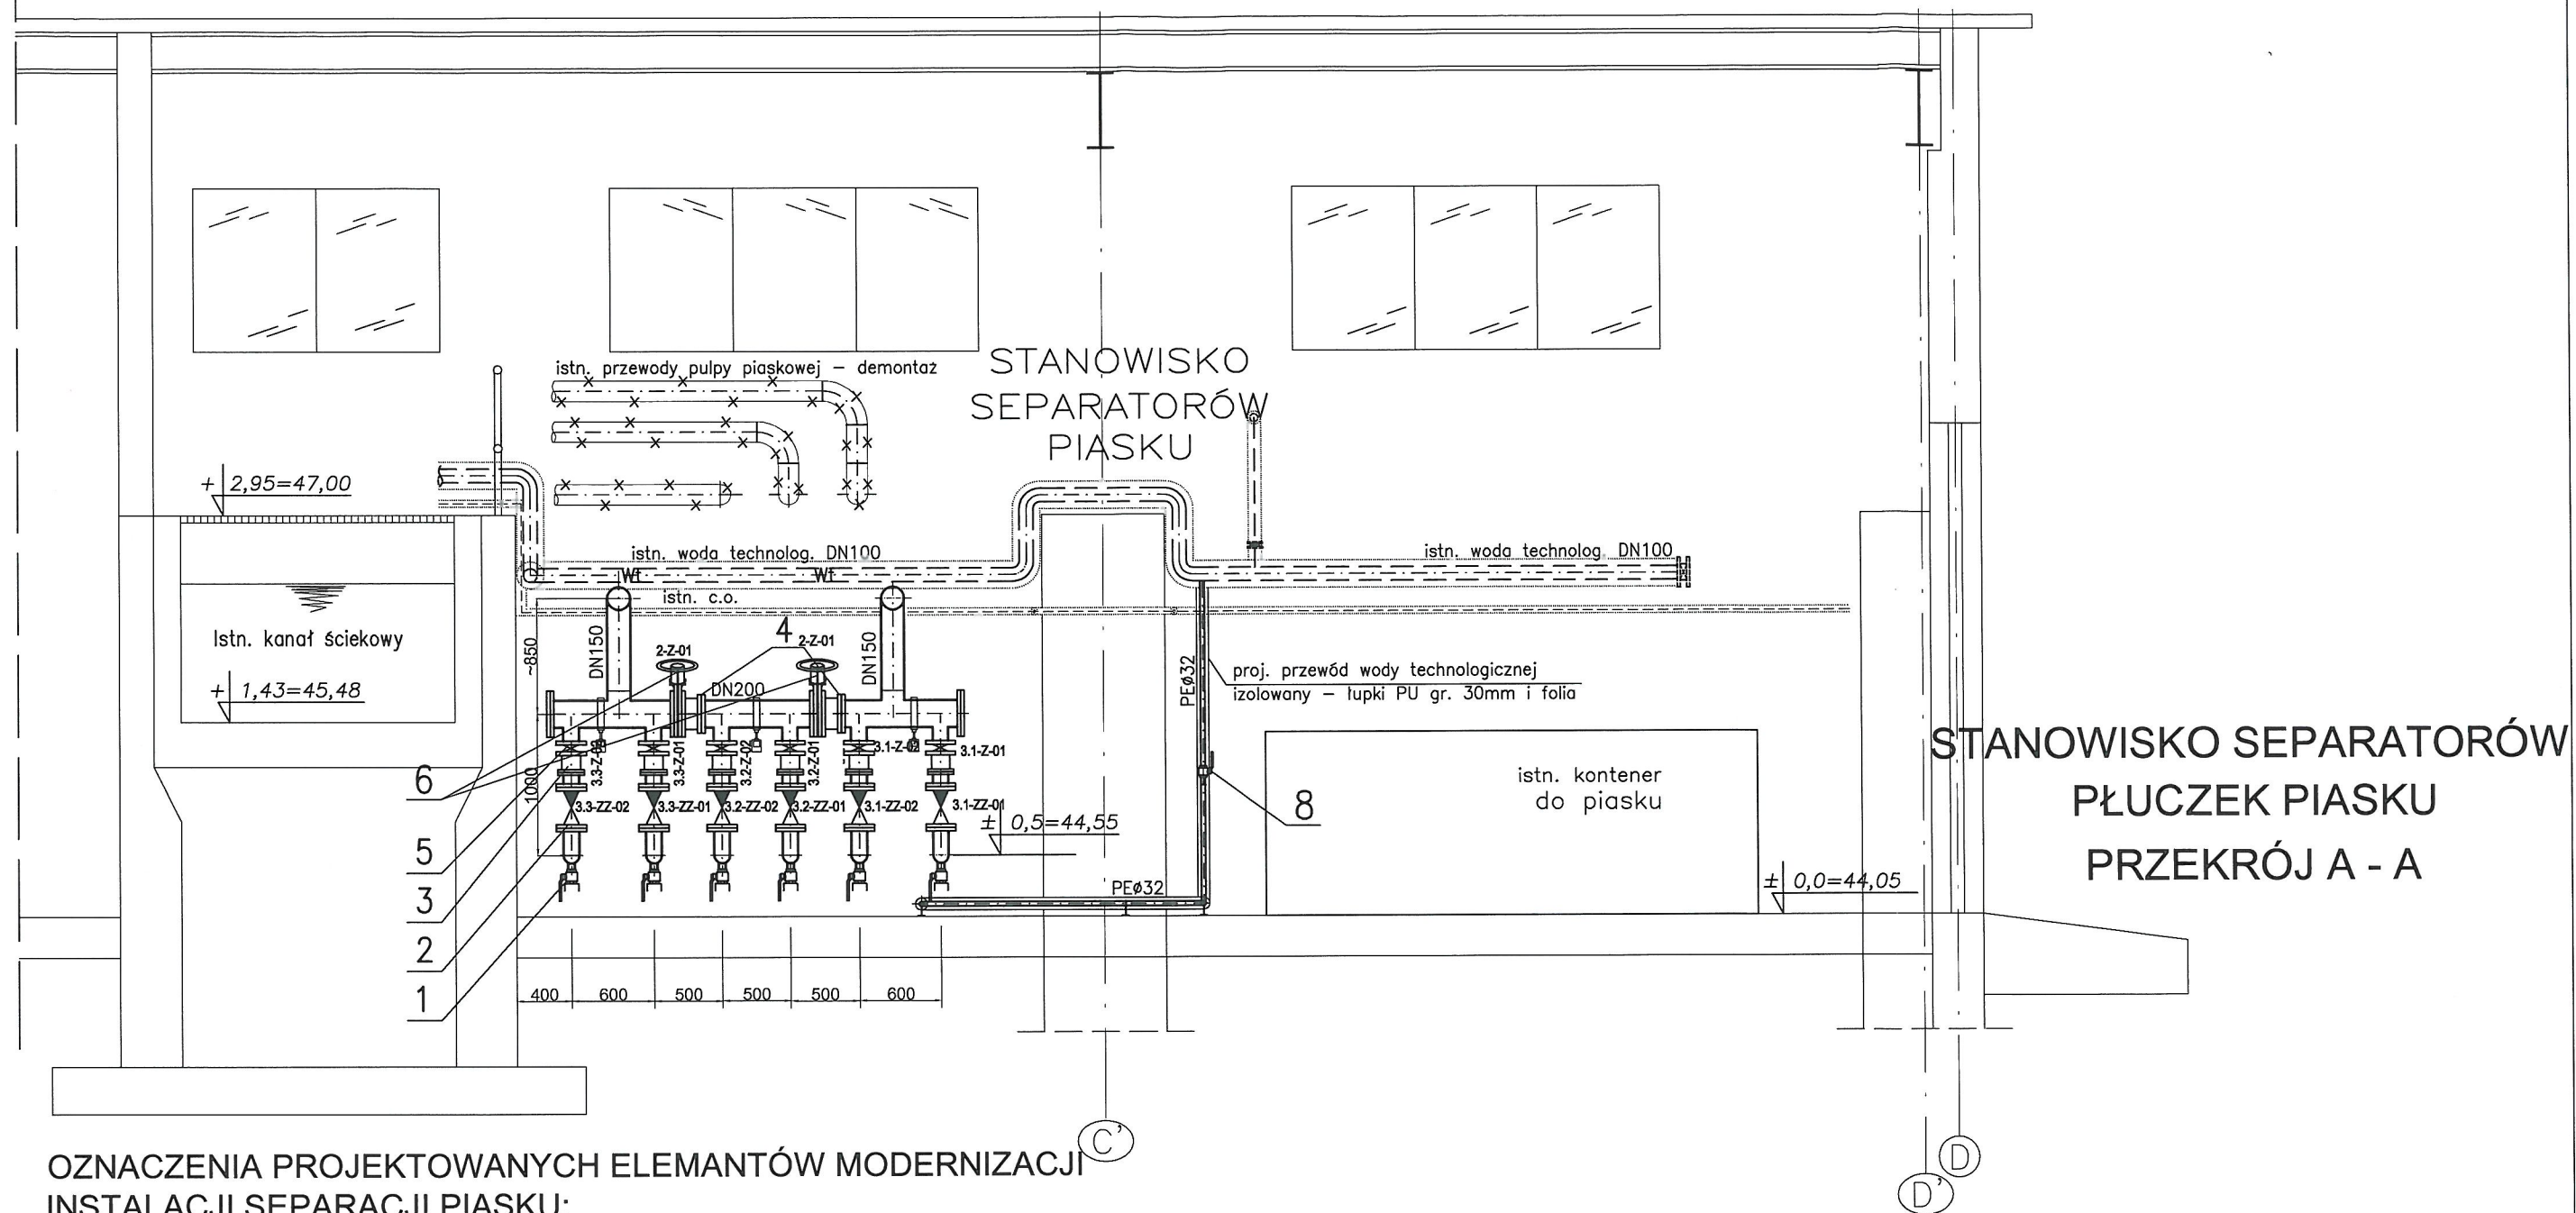 istn. przewody pulpy piaskowej – demontaż
STANOWISKO
SEPARATORÓW
PIASKU
+ 2,95=47,00
istn. woda technolog. DN100
istn. woda technolog. DN100
Wt
Wt
istn. c.o.
Istn. kanał ściekowy
+ 1,43=45,48
~850
DN150
2-Z-01
4
2-Z-01
DN150
DN200
PEø32
proj. przewód wody technologicznej
izolowany – łupki PU gr. 30mm i folia
STANOWISKO SEPARATORÓW
PŁUCZEK PIASKU
PRZEKRÓJ A - A
1000
3.3-Z-02
3.3-Z-01
3.2-Z-02
3.2-Z-01
3.1-Z-02
3.1-Z-01
istn. kontener
do piasku
6
3.3-ZZ-02
3.3-ZZ-01
3.2-ZZ-02
3.2-ZZ-01
3.1-ZZ-02
3.1-ZZ-01
8
± 0,5=44,55
5
3
2
1
PEø32
± 0,0=44,05
400
600
500
500
500
600
C'
D
D'
OZNACZENIA PROJEKTOWANYCH ELEMANTÓW MODERNIZACJI
INSTALACJI SEPARACJI PIASKU: